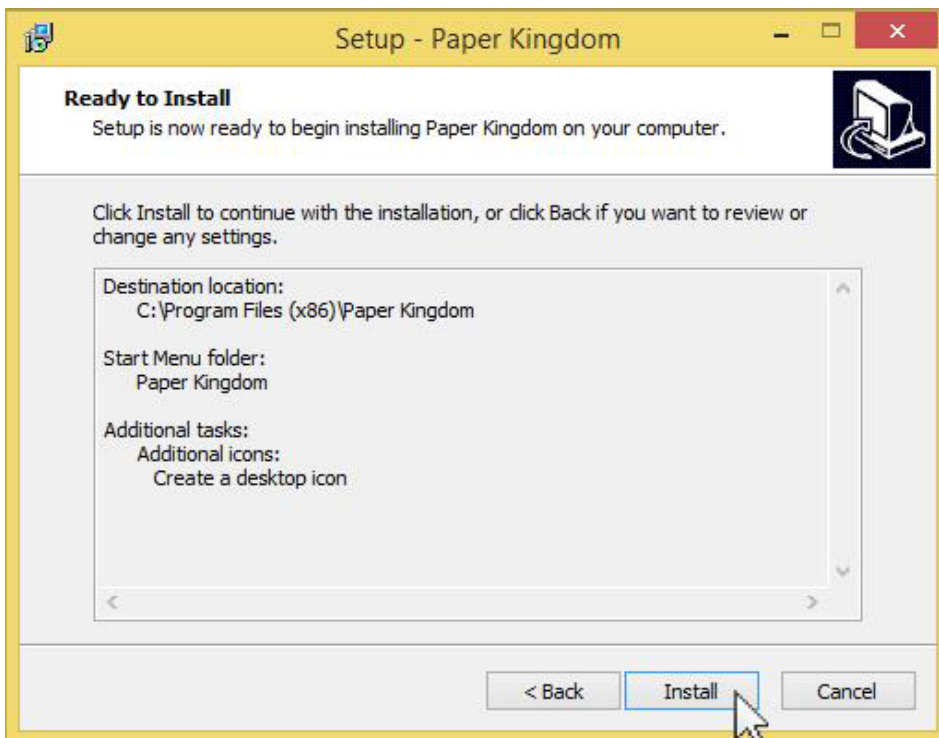 Setup - Paper Kingdom
Ready to Install
Setup is now ready to begin installing Paper Kingdom on your computer.
Click Install to continue with the installation, or click Back if you want to review or
change any settings.
Destination location:
C:\Program Files (x86)\Paper Kingdom
Start Menu folder:
Paper Kingdom
Additional tasks:
Additional icons:
Create a desktop icon
< Back Install Cancel